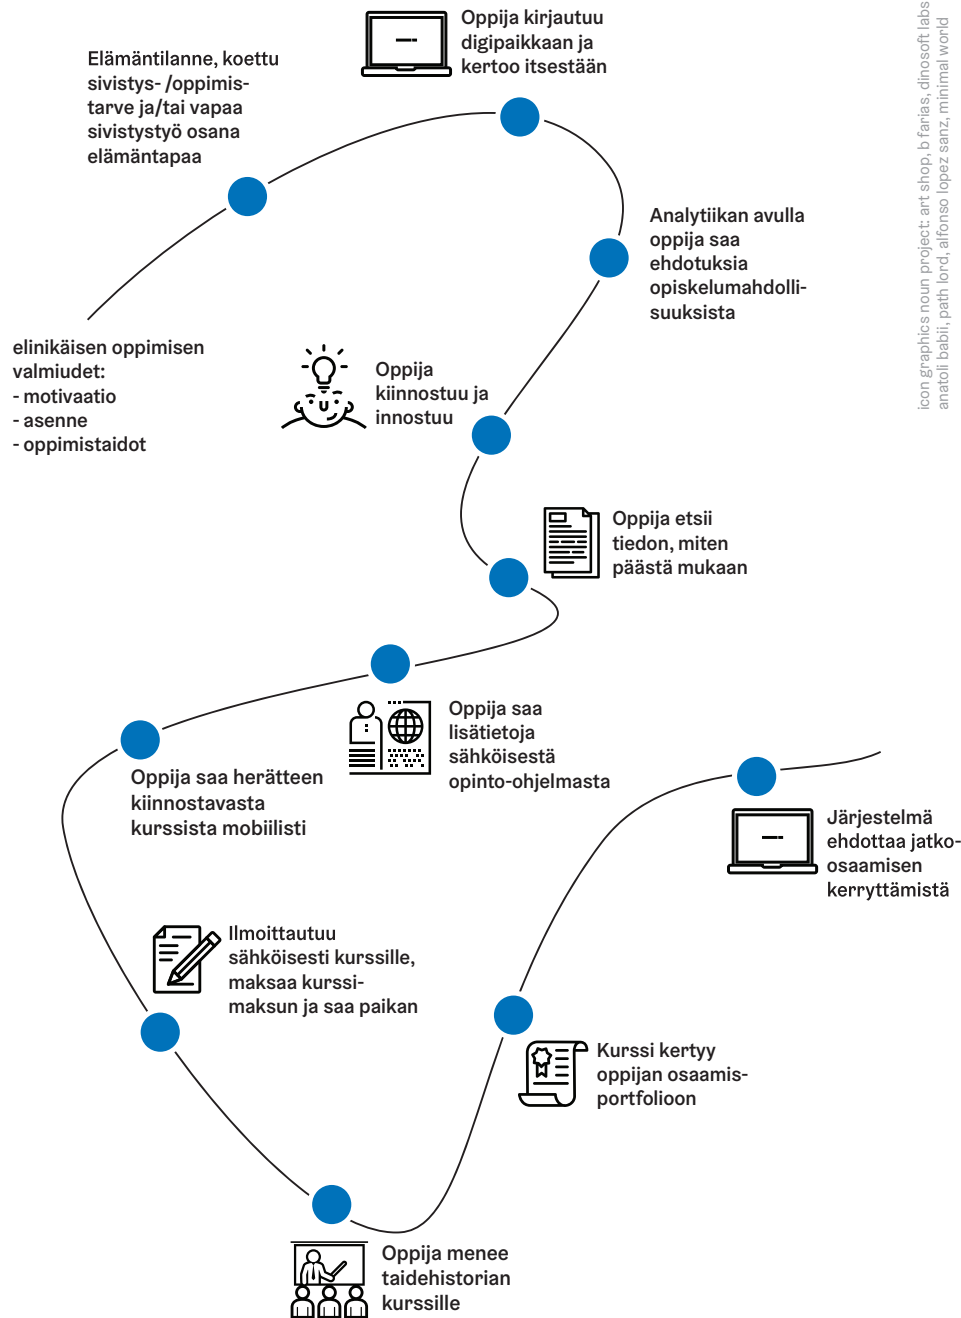 Oppija kirjautuu
digipaikkaan ja
kertoo itsestään
Elämäntilanne, koettu
sivistys- /oppimis-
tarve ja/tai vapaa
sivistystyö osana
elämäntapaa
Analytiikan avulla
oppija saa
ehdotuksia
opiskelumahdolli-
suuksista
elinikäisen oppimisen
valmiudet:
- motivaatio
- asenne
- oppimistaidot
Oppija
kiinnostuu ja
innostuu
Oppija etsii
tiedon, miten
päästä mukaan
Oppija saa
lisätietoja
sähköisestä
opinto-ohjelmasta
Oppija saa herätteen
kiinnostavasta
kurssista mobiilisti
Ilmoittautuu
sähköisesti kurssille,
maksaa kurssi-
maksun ja saa paikan
Oppija menee
taidehistorian
kurssille
Kurssi kertyy
oppijan osaamis-
portfolioon
Järjestelmä
ehdottaa jatko-
osaamisen
kerryttämistä
icon graphics noun project: art shop, b farias, dinosoft labs
anatoli babii, path lord, alfonso lopez sanz, minimal world